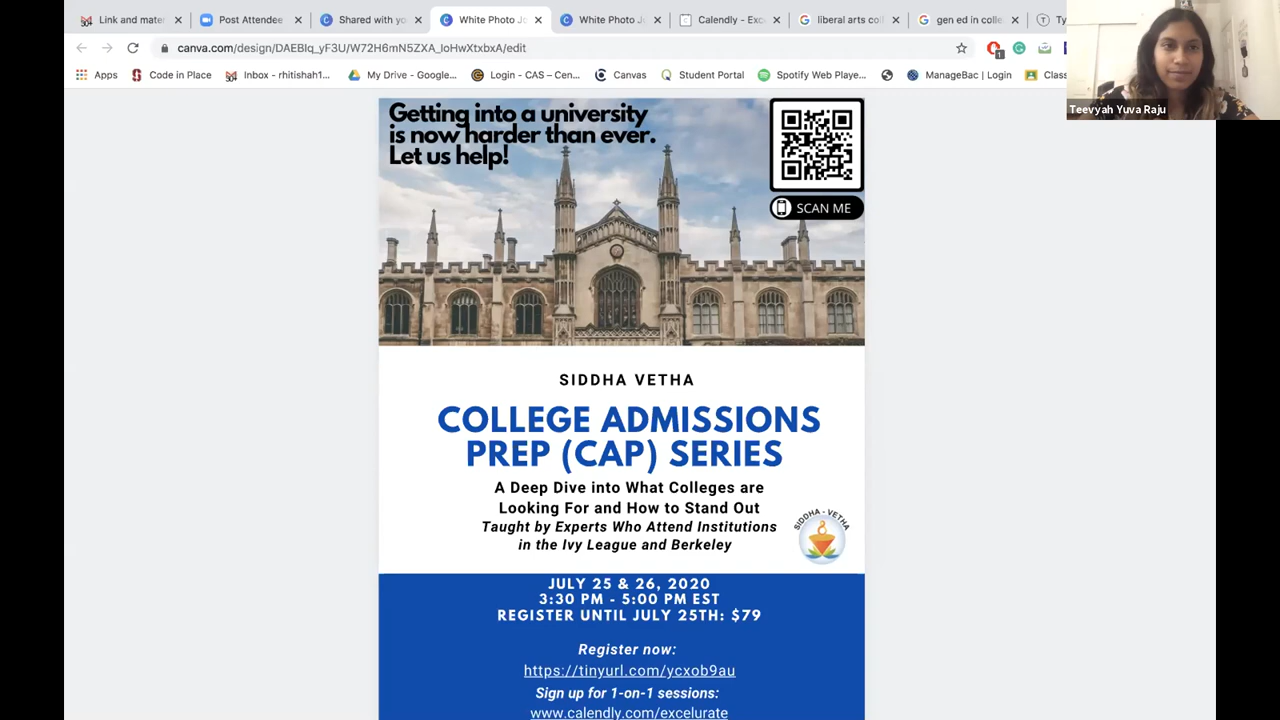 Link and mater
Post Attendee
Shared with yo
White Photo Jo
White Photo Ju
Calendly - Exce
liberal arts coll
gen ed in colle
Ty
canva.com/design/DAEBlq_yF3U/W72H6mN5ZXA_loHwXtxbxA/edit
Apps
Code in Place
Inbox - rhitishah1...
My Drive - Google...
Login - CAS – Cen...
Canvas
Student Portal
Spotify Web Playe...
ManageBac | Login
Class
Teevyah Yuva Raju
Getting into a university
is now harder than ever.
Let us help!
SCAN ME
SIDDHA VETHA
COLLEGE ADMISSIONS
PREP (CAP) SERIES
A Deep Dive into What Colleges are
Looking For and How to Stand Out
Taught by Experts Who Attend Institutions
in the Ivy League and Berkeley
SIDDHA - VETHA
JULY 25 & 26, 2020
3:30 PM - 5:00 PM EST
REGISTER UNTIL JULY 25TH: $79
Register now:
https://tinyurl.com/ycxob9au
Sign up for 1-on-1 sessions:
www.calendly.com/excelurate